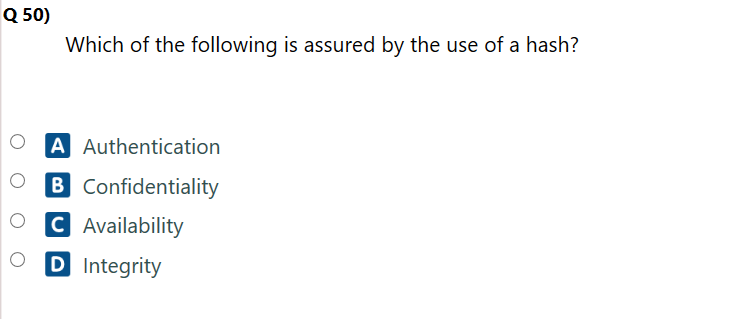 Q 50)
Which of the following is assured by the use of a hash?
A Authentication
B Confidentiality
C Availability
D Integrity